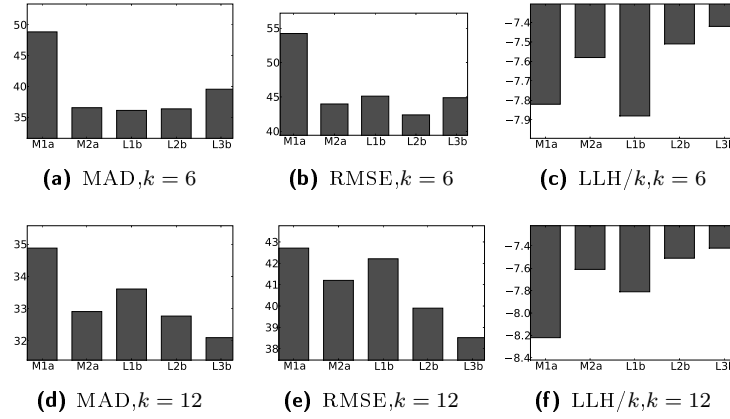 50
45
40
35
M1a M2a L1b L2b L3b
(a) MAD,k = 6
55
50
45
40
M1a M2a L1b L2b L3b
(b) RMSE,k = 6
−7.4
−7.5
−7.6
−7.7
−7.8
−7.9
M1a M2a L1b L2b L3b
(c) LLH/k,k = 6
35
34
33
32
M1a M2a L1b L2b L3b
(d) MAD,k = 12
43
42
41
40
39
38
M1a M2a L1b L2b L3b
(e) RMSE,k = 12
−7.4
−7.6
−7.8
−8.0
−8.2
−8.4
M1a M2a L1b L2b L3b
(f) LLH/k,k = 12